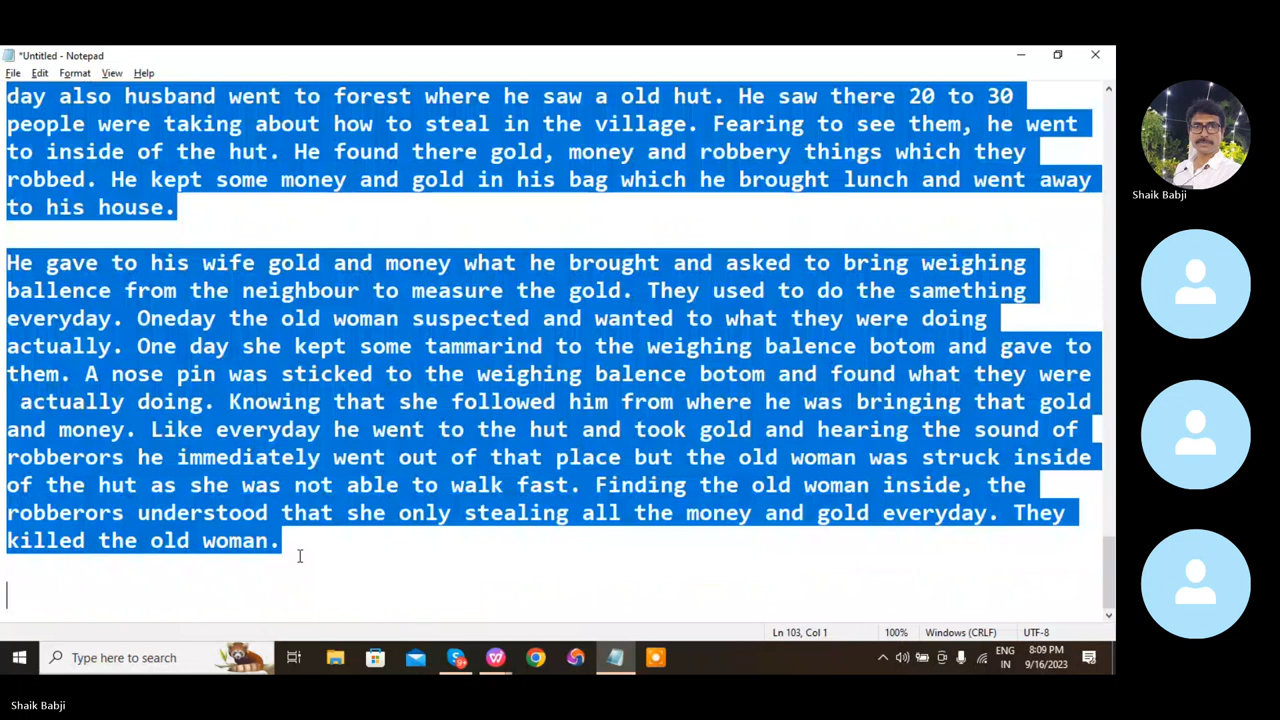 *Untitled - Notepad
File Edit Format View Help
day also husband went to forest where he saw a old hut. He saw there 20 to 30
people were taking about how to steal in the village. Fearing to see them, he went
to inside of the hut. He found there gold, money and robbery things which they
robbed. He kept some money and gold in his bag which he brought lunch and went away
to his house.
He gave to his wife gold and money what he brought and asked to bring weighing
ballence from the neighbour to measure the gold. They used to do the samething
everyday. Oneday the old woman suspected and wanted to what they were doing
actually. One day she kept some tammarind to the weighing balence botom and gave to
them. A nose pin was sticked to the weighing balence botom and found what they were
actually doing. Knowing that she followed him from where he was bringing that gold
and money. Like everyday he went to the hut and took gold and hearing the sound of
robberors he immediately went out of that place but the old woman was struck inside
of the hut as she was not able to walk fast. Finding the old woman inside, the
robberors understood that she only stealing all the money and gold everyday. They
killed the old woman.
Ln 103, Col 1 100% Windows (CRLF) UTF-8
Type here to search
ENG
IN
8:09 PM
9/16/2023
Shaik Babji
Shaik Babji